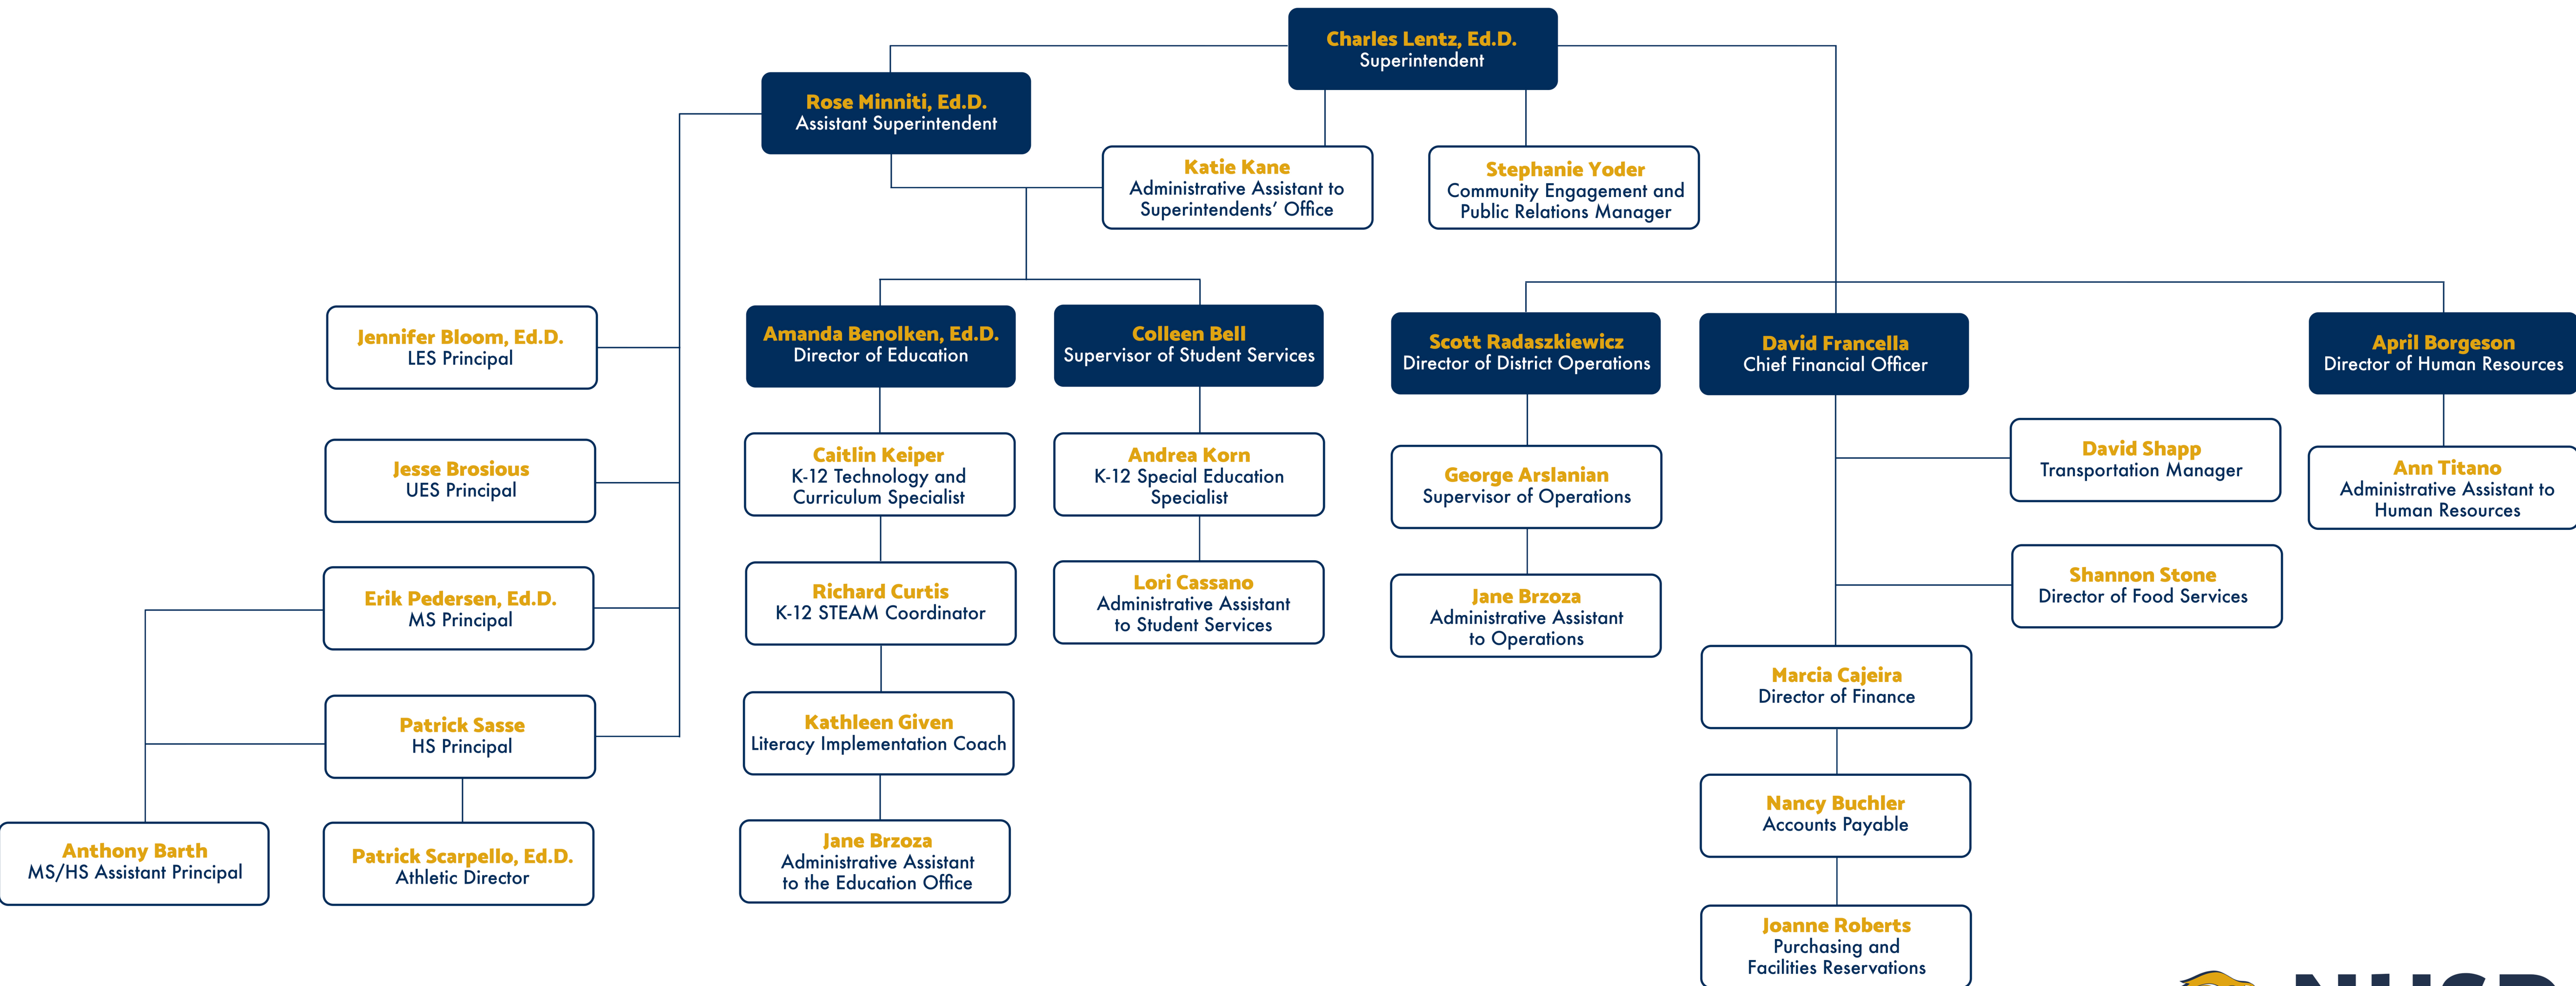 Charles Lentz, Ed.D.
Superintendent
Rose Minniti, Ed.D.
Assistant Superintendent
Katie Kane
Administrative Assistant to
Superintendents’ Office
Stephanie Yoder
Community Engagement and
Public Relations Manager
Jennifer Bloom, Ed.D.
LES Principal
Jesse Brosious
UES Principal
Erik Pedersen, Ed.D.
MS Principal
Patrick Sasse
HS Principal
Anthony Barth
MS/HS Assistant Principal
Patrick Scarpello, Ed.D.
Athletic Director
Amanda Benolken, Ed.D.
Director of Education
Caitlin Keiper
K-12 Technology and
Curriculum Specialist
Richard Curtis
K-12 STEAM Coordinator
Kathleen Given
Literacy Implementation Coach
Jane Brzoza
Administrative Assistant
to the Education Office
Colleen Bell
Supervisor of Student Services
Andrea Korn
K-12 Special Education
Specialist
Lori Cassano
Administrative Assistant
to Student Services
Scott Radaszkiewicz
Director of District Operations
George Arslanian
Supervisor of Operations
Jane Brzoza
Administrative Assistant
to Operations
David Francella
Chief Financial Officer
David Shapp
Transportation Manager
Shannon Stone
Director of Food Services
Marcia Cajeira
Director of Finance
Nancy Buchler
Accounts Payable
Joanne Roberts
Purchasing and
Facilities Reservations
April Borgeson
Director of Human Resources
Ann Titano
Administrative Assistant to
Human Resources